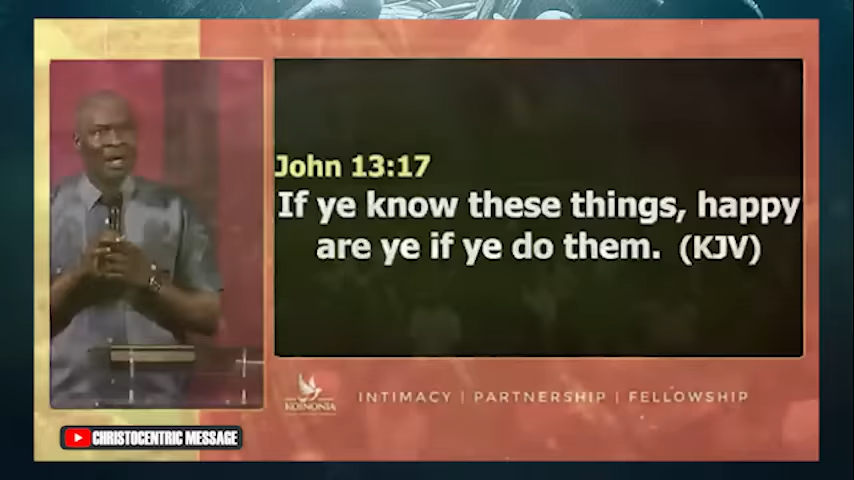 John 13:17
If ye know these things, happy
are ye if ye do them. (KJV)
KOINONIA
INTIMACY | PARTNERSHIP | FELLOWSHIP
CHRISTOCENTRIC MESSAGE